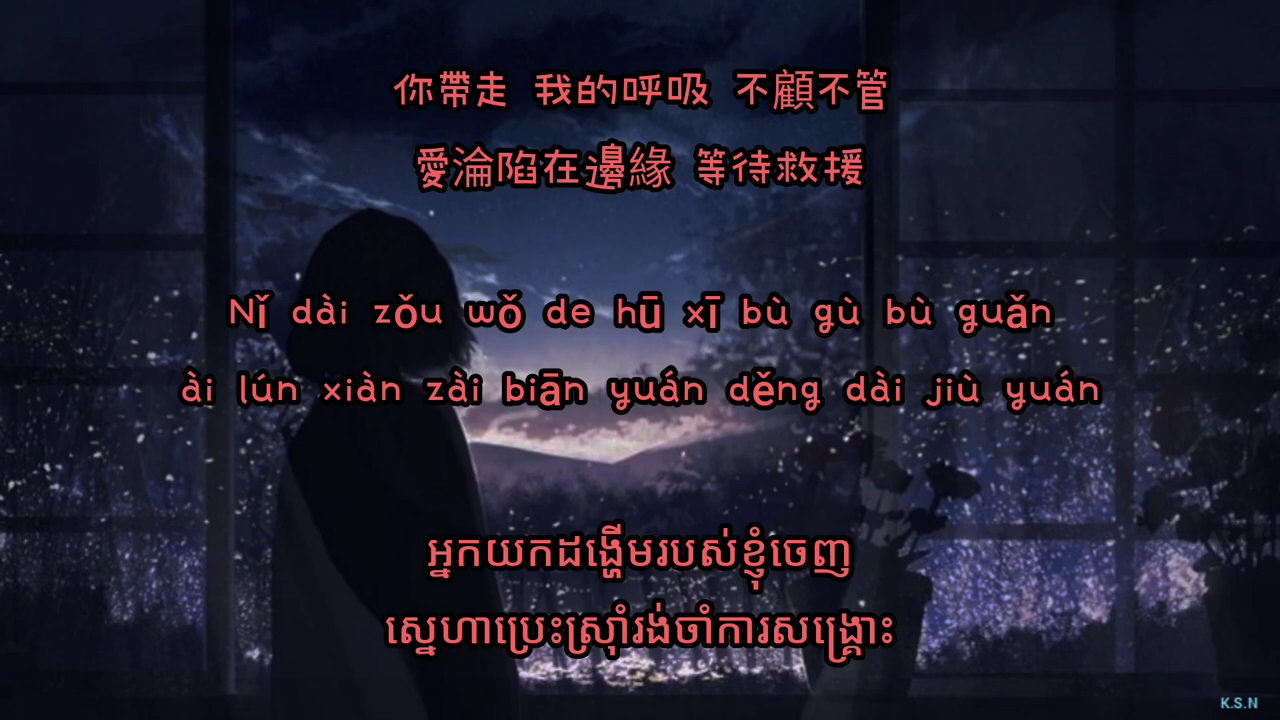 你帶走 我的呼吸 不顧不管
愛淪陷在邊緣 等待救援
Nǐ dài zǒu wǒ de hū xī bù gù bù guǎn
ài lún xiàn zài biān yuán děng dài jiù yuán
អ្នកយកដង្ហើមរបស់ខ្ញុំចេញ
ស្នេហាប្រេះស្រាុំរង់ចាំការសង្គ្រោះ
K.S.N